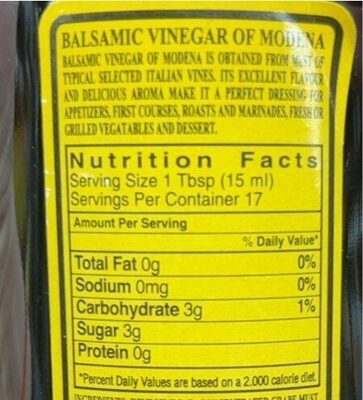 BALSAMIC VINEGAR OF MODENA
BALSAMIC VINEGAR OF MODENA IS OBTAINED FROM MUST OF
TYPICAL SELECTED ITALIAN VINES. ITS EXCELLENT FLAVOUR
AND DELICIOUS AROMA MAKE IT A PERFECT DRESSING FOR
APPETIZERS, FIRST COURSES, ROASTS AND MARINADES, FRESH OR
GRILLED VEGATABLES AND DESSERT.
Nutrition Facts
Serving Size 1 Tbsp (15 ml)
Servings Per Container 17
Amount Per Serving
% Daily Value*
Total Fat 0g 0%
Sodium 0mg 0%
Carbohydrate 3g 1%
Sugar 3g
Protein 0g
*Percent Daily Values are based on a 2.000 calorie diet.
GRAPE MUST